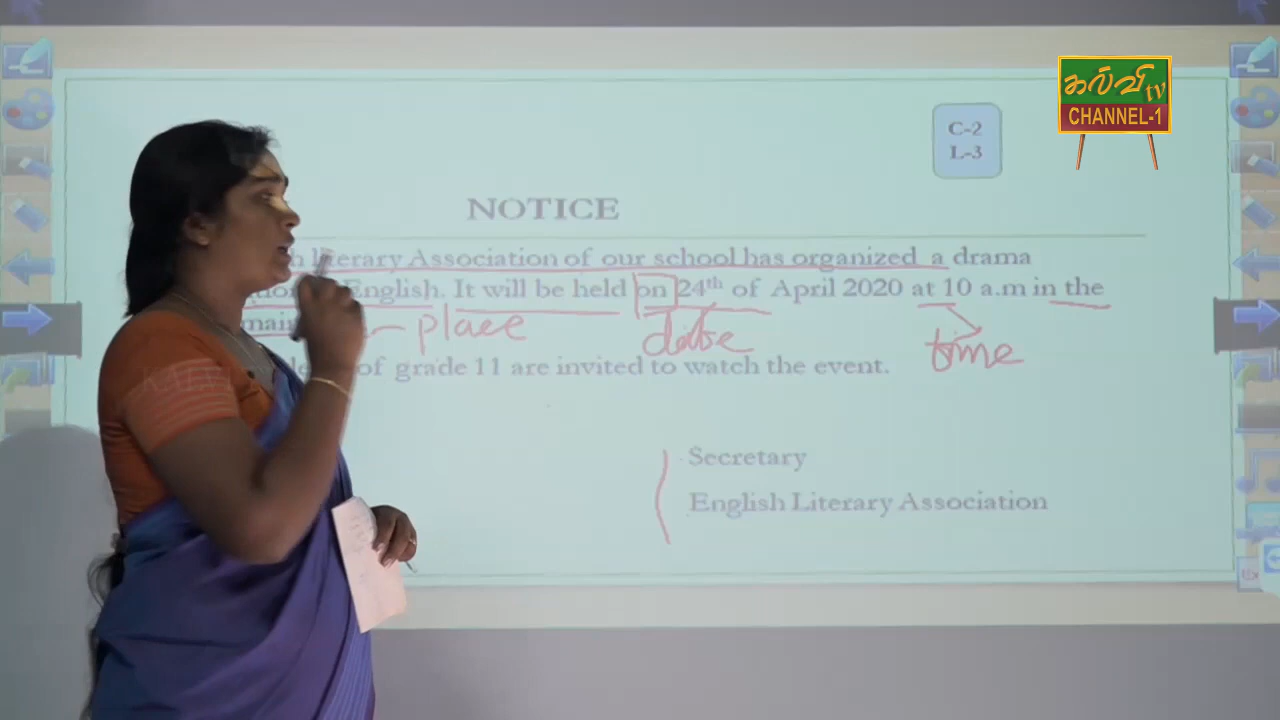 கல்வி tv
CHANNEL-1
C-2
L-3
NOTICE
literary Association of our school has organized a drama
English. It will be held on 24th of April 2020 at 10 a.m in the
main
place
date
time
of grade 11 are invited to watch the event.
Secretary
English Literary Association